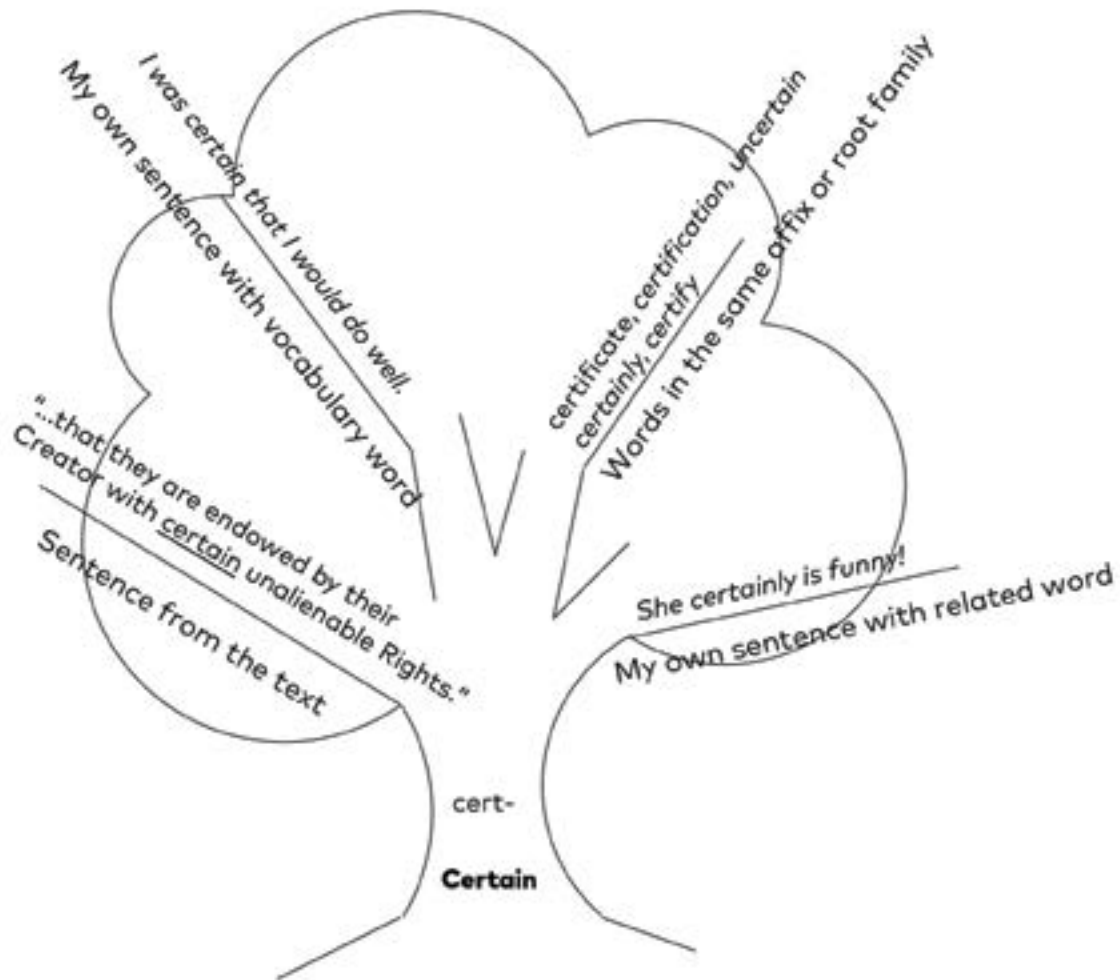 I was certain that I would do well.
My own sentence with vocabulary word
certificate, certification, uncertain
certainly, certify
Words in the same affix or root family
"...that they are endowed by their
Creator with certain unalienable Rights."
Sentence from the text
She certainly is funny!
My own sentence with related word
cert-
Certain